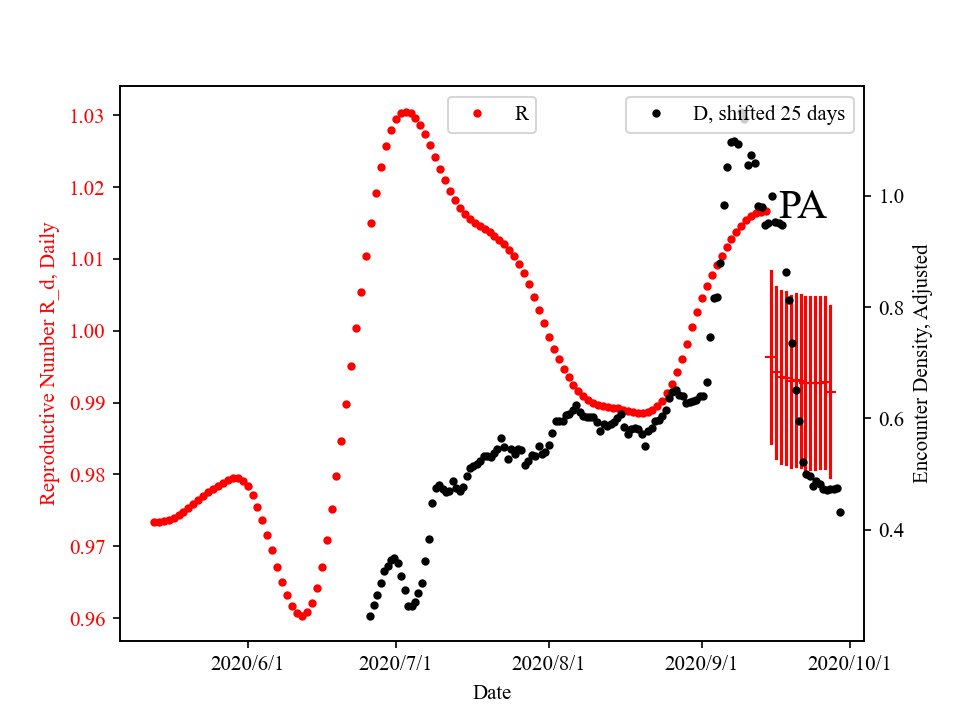 R
D, shifted 25 days
PA
1.03
1.02
1.01
1.00
0.99
0.98
0.97
0.96
Reproductive Number R_d, Daily
1.0
0.8
0.6
0.4
Encounter Density, Adjusted
2020/6/1
2020/7/1
2020/8/1
2020/9/1
2020/10/1
Date